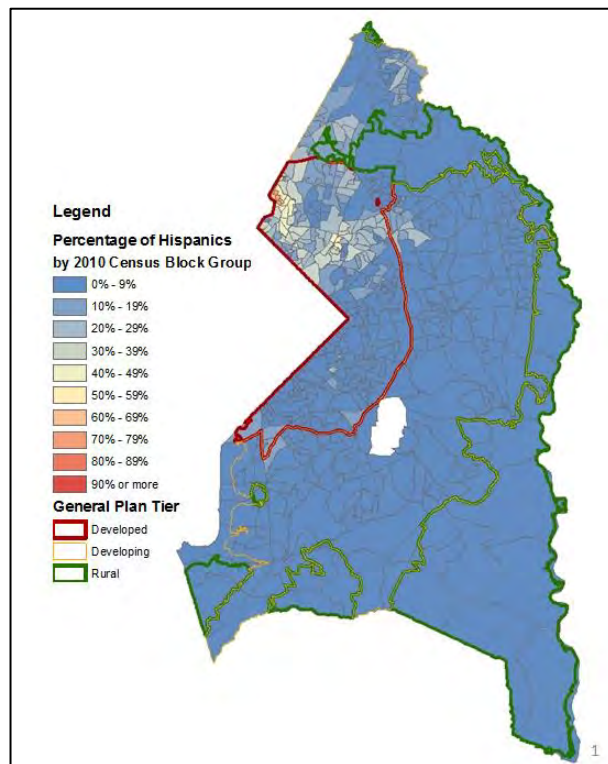 Legend
Percentage of Hispanics
by 2010 Census Block Group
0% - 9%
10% - 19%
20% - 29%
30% - 39%
40% - 49%
50% - 59%
60% - 69%
70% - 79%
80% - 89%
90% or more
General Plan Tier
Developed
Developing
Rural
1